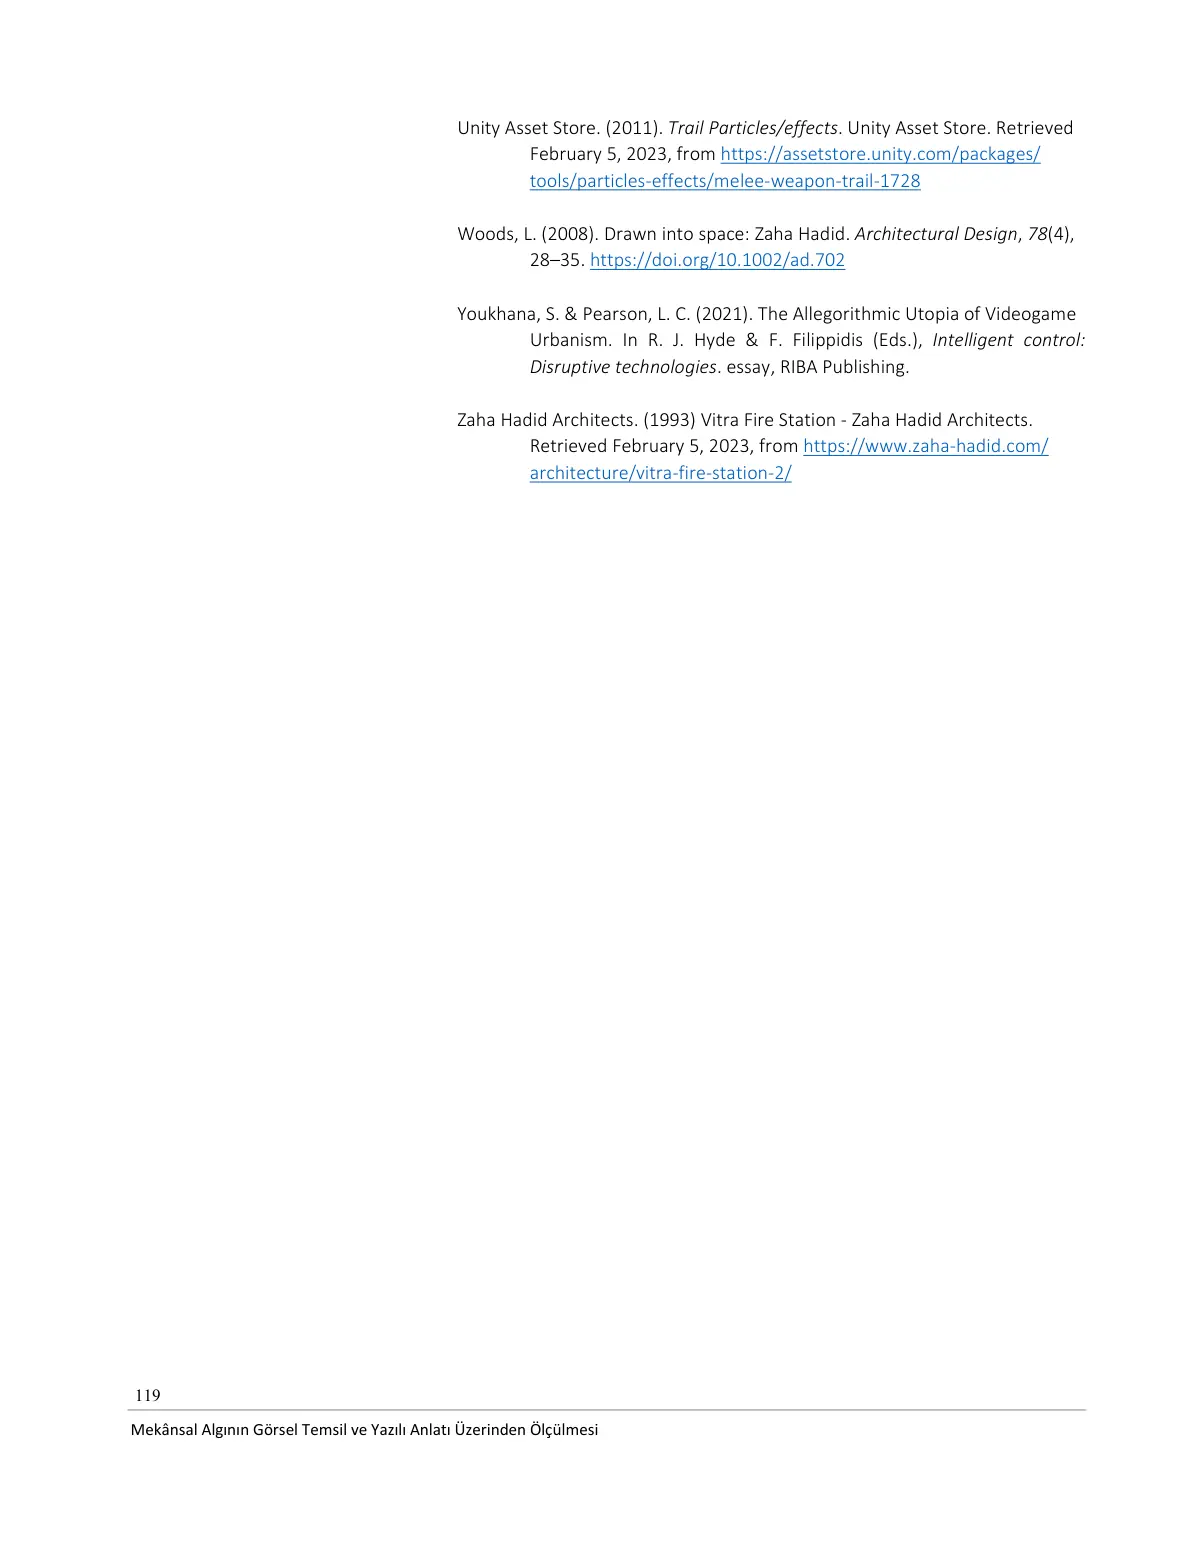 Unity Asset Store. (2011). Trail Particles/effects. Unity Asset Store. Retrieved
February 5, 2023, from https://assetstore.unity.com/packages/
tools/particles-effects/melee-weapon-trail-1728
Woods, L. (2008). Drawn into space: Zaha Hadid. Architectural Design, 78(4),
28–35. https://doi.org/10.1002/ad.702
Youkhana, S. & Pearson, L. C. (2021). The Allegorithmic Utopia of Videogame
Urbanism. In R. J. Hyde & F. Filippidis (Eds.), Intelligent control:
Disruptive technologies. essay, RIBA Publishing.
Zaha Hadid Architects. (1993) Vitra Fire Station - Zaha Hadid Architects.
Retrieved February 5, 2023, from https://www.zaha-hadid.com/
architecture/vitra-fire-station-2/
119
Mekânsal Algının Görsel Temsil ve Yazılı Anlatı Üzerinden Ölçülmesi